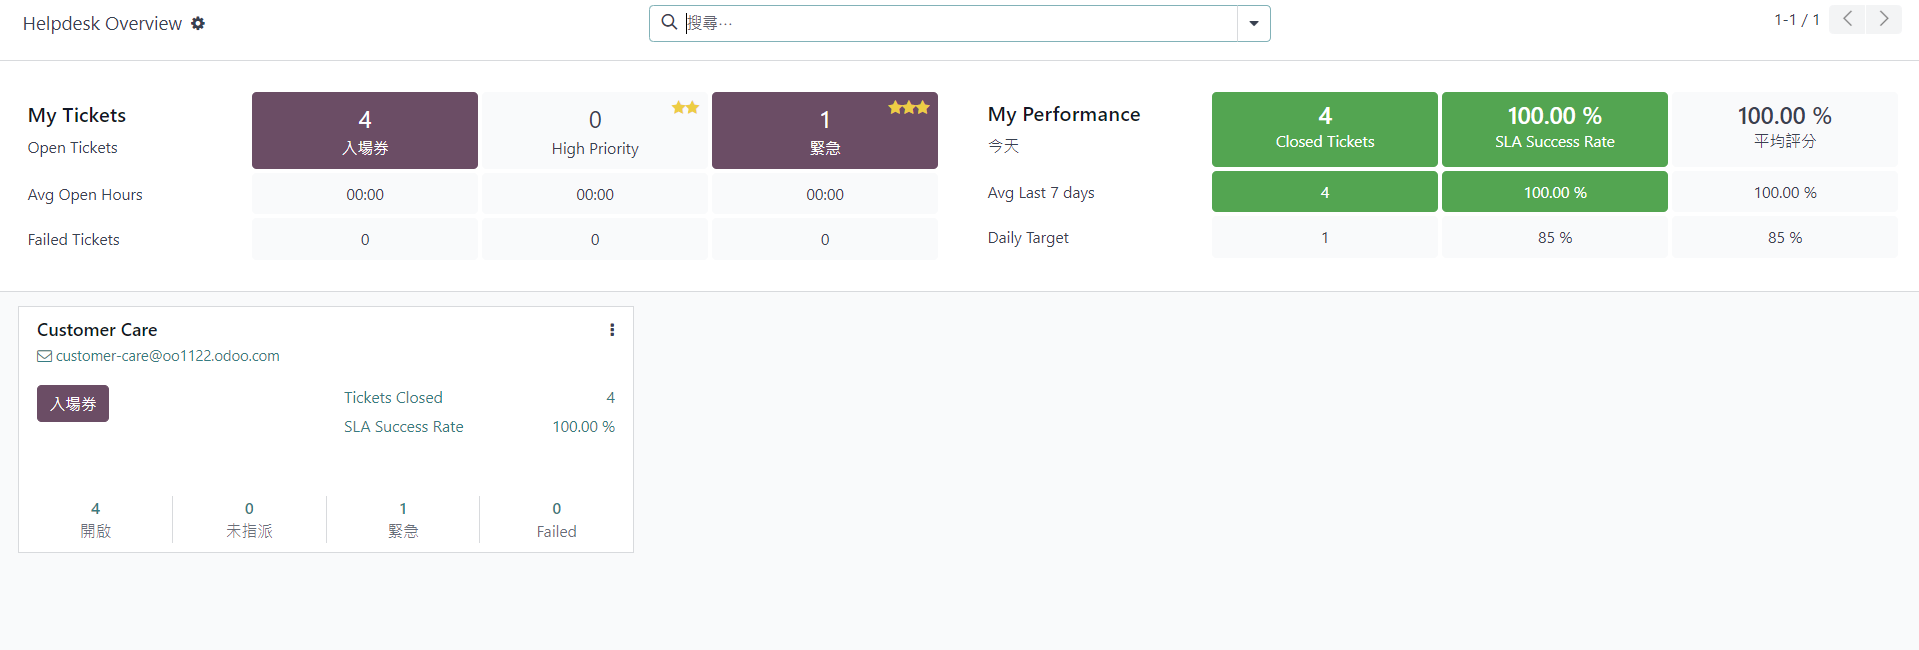 Helpdesk Overview
搜尋...
1-1 / 1
My Tickets
Open Tickets
4
入場券
0
High Priority
1
緊急
Avg Open Hours
00:00
00:00
00:00
Failed Tickets
0
0
0
My Performance
今天
4
Closed Tickets
100.00 %
SLA Success Rate
100.00 %
平均評分
Avg Last 7 days
4
100.00 %
100.00 %
Daily Target
1
85 %
85 %
Customer Care
customer-care@oo1122.odoo.com
入場券
Tickets Closed
4
SLA Success Rate
100.00 %
4
開啟
0
未指派
1
緊急
0
Failed